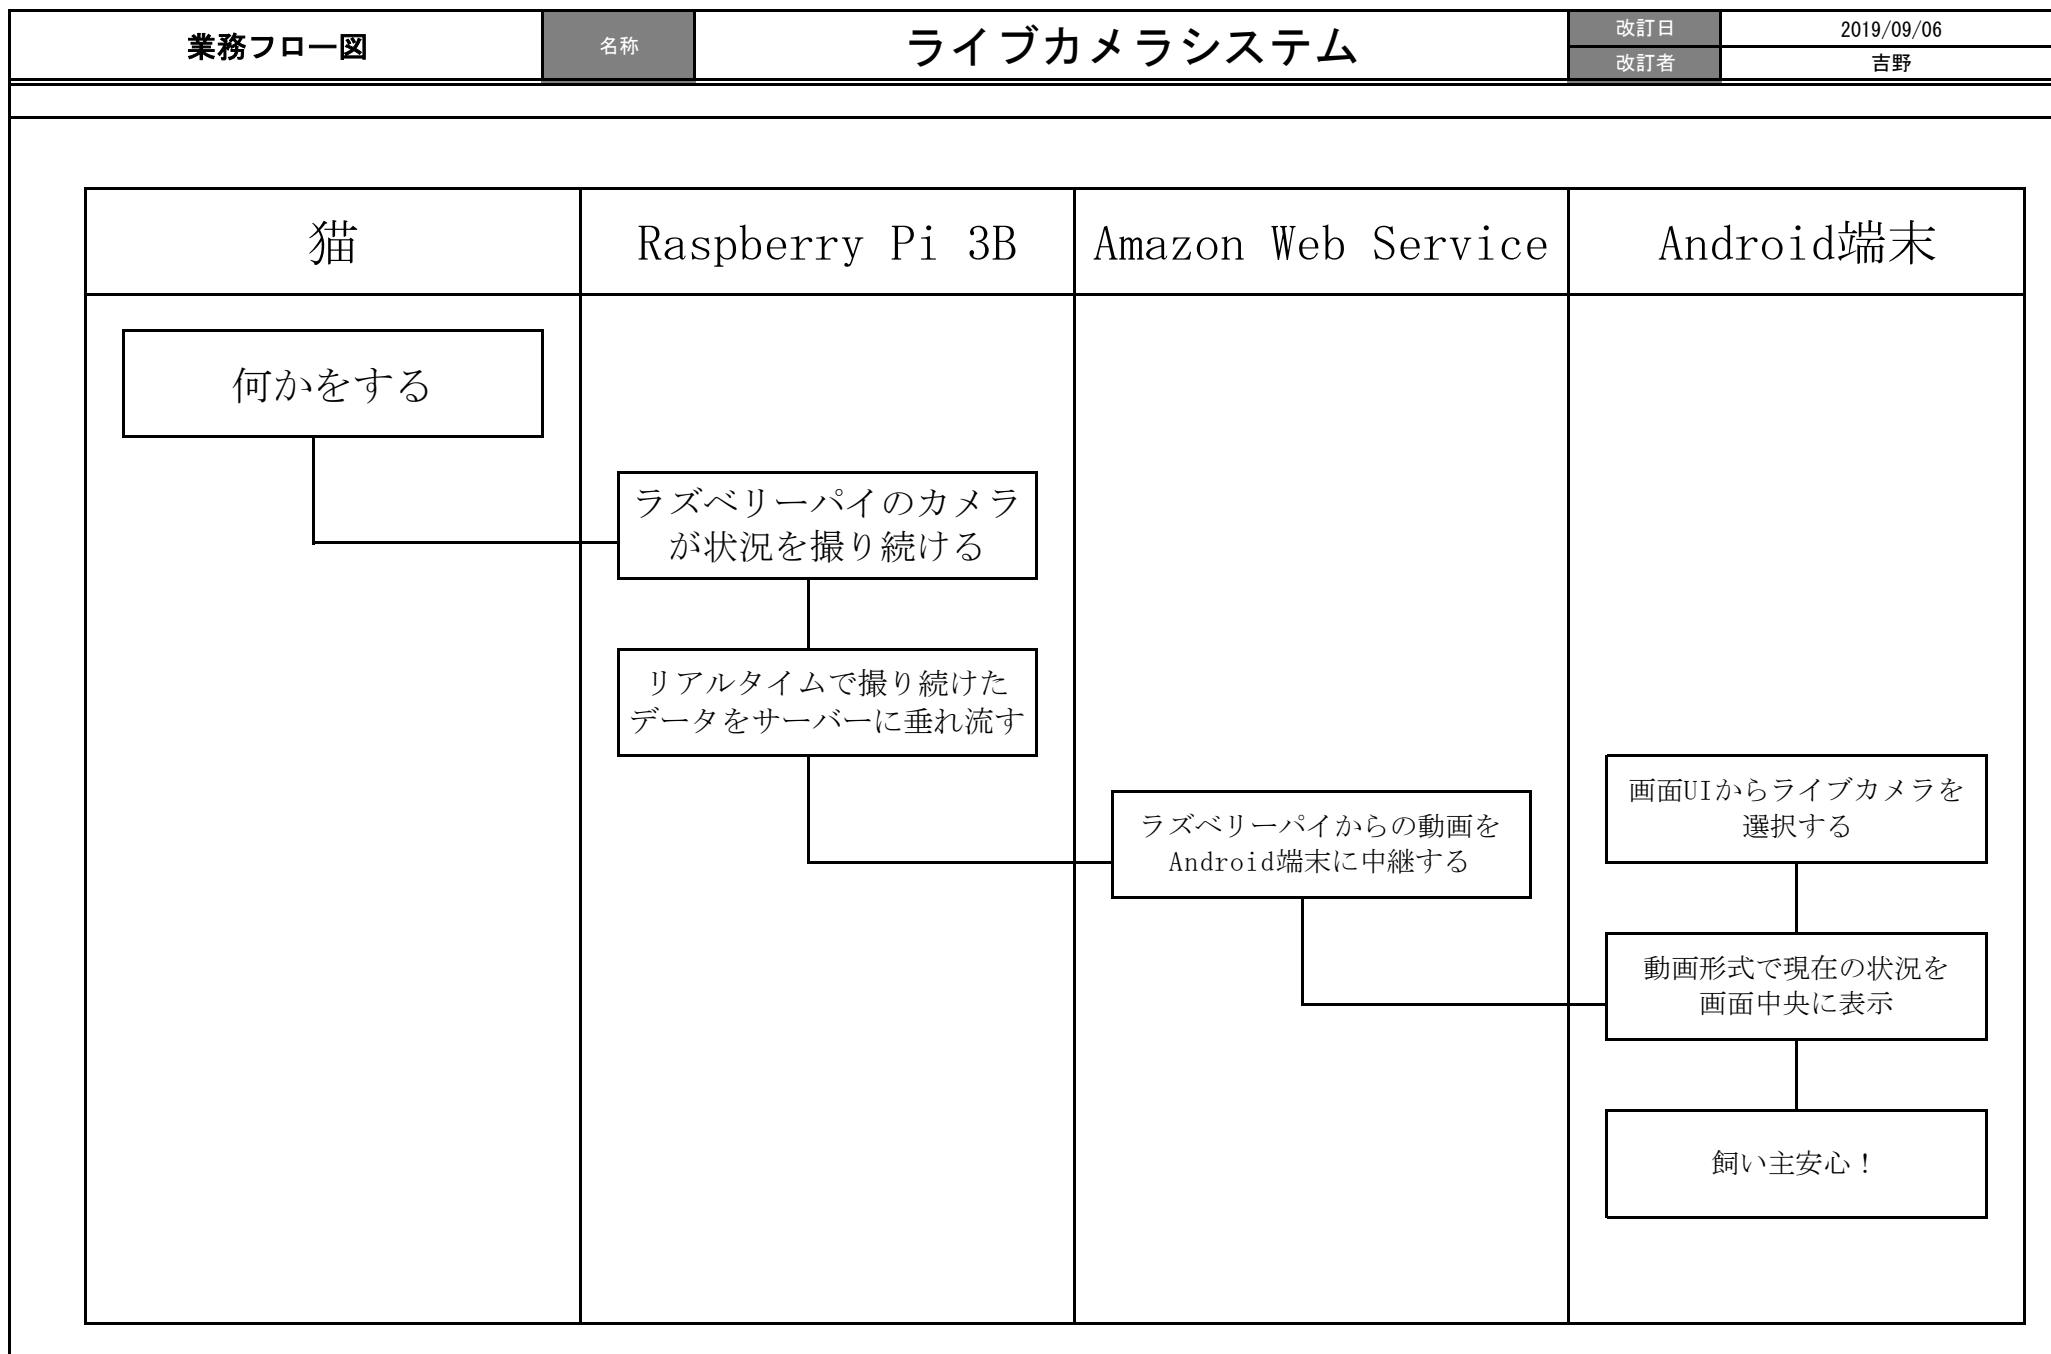 業務フロー図
名称
ライブカメラシステム
改訂日
2019/09/06
改訂者
吉野
猫
Raspberry Pi 3B
Amazon Web Service
Android端末
何かをする
ラズベリーパイのカメラ
が状況を撮り続ける
リアルタイムで撮り続けた
データをサーバーに垂れ流す
ラズベリーパイからの動画を
Android端末に中継する
画面UIからライブカメラを
選択する
動画形式で現在の状況を
画面中央に表示
飼い主安心！